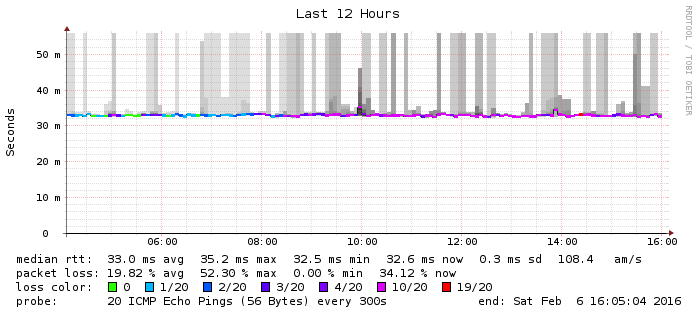 Last 12 Hours
RRDTOOL / TOBI OETIKER
Seconds
50 m
40 m
30 m
20 m
10 m
0
06:00 08:00 10:00 12:00 14:00 16:00
median rtt: 33.0 ms avg 35.2 ms max 32.5 ms min 32.6 ms now 0.3 ms sd 108.4 am/s
packet loss: 19.82 % avg 52.30 % max 0.00 % min 34.12 % now
loss color: 0 1/20 2/20 3/20 4/20 10/20 19/20
probe: 20 ICMP Echo Pings (56 Bytes) every 300s end: Sat Feb 6 16:05:04 2016